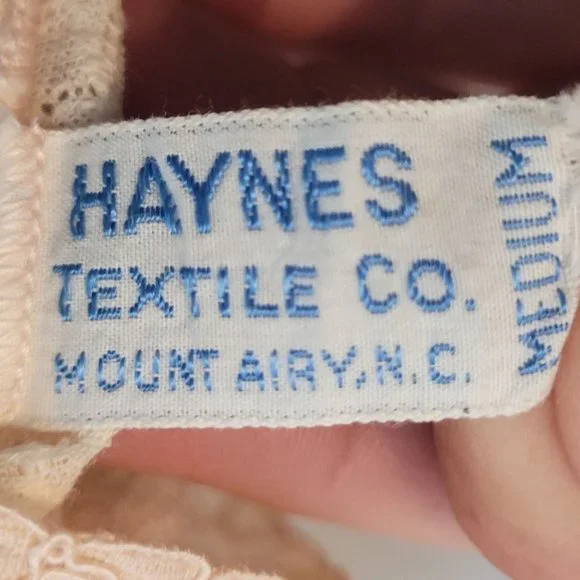 HAYNES
TEXTILE CO.
MOUNT AIRY, N.C.
MEDIUM